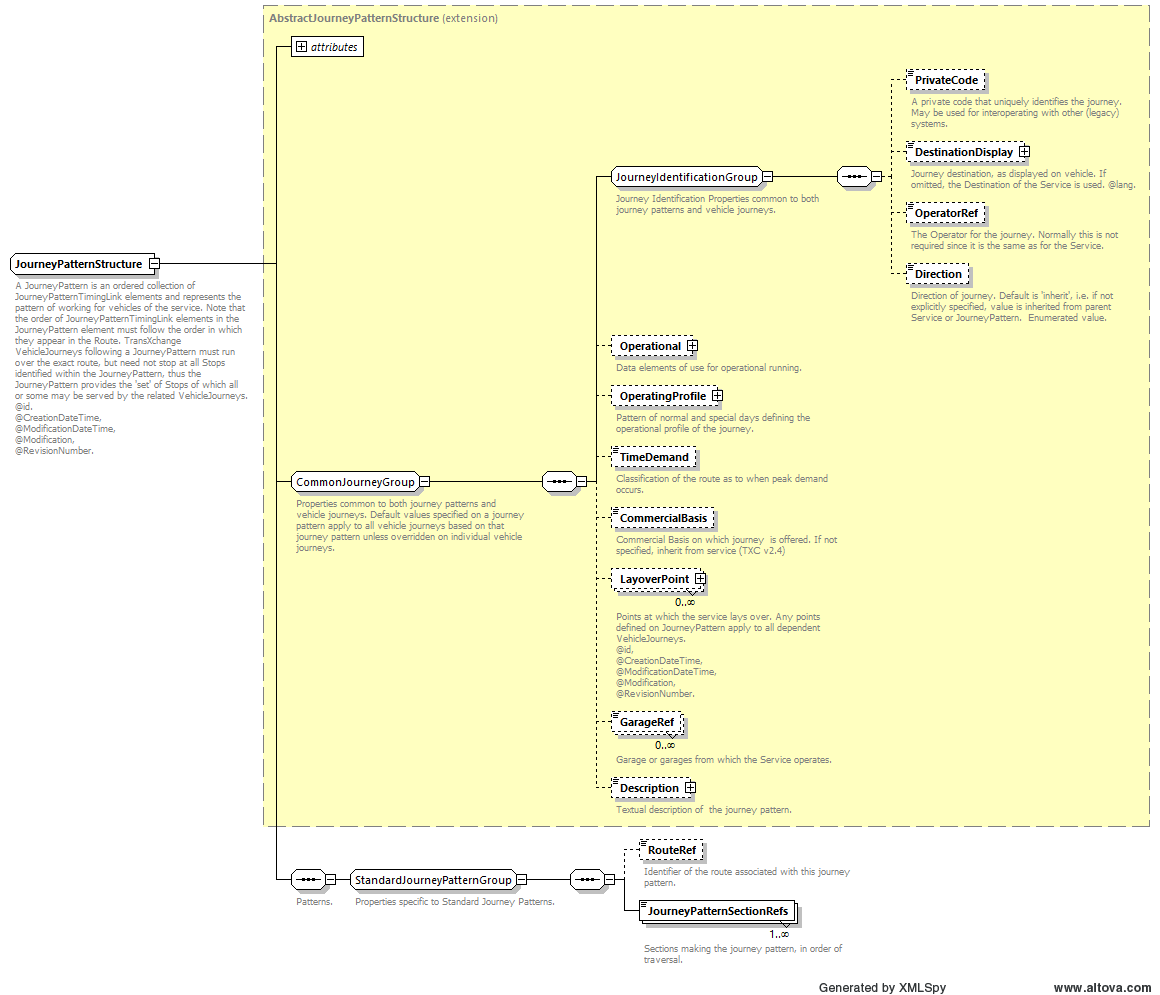 AbstractJourneyPatternStructure (extension)
attributes
JourneyPatternStructure
A JourneyPattern is an ordered collection of
JourneyPatternTimingLink elements and represents the
pattern of working for vehicles of the service. Note that
the order of JourneyPatternTimingLink elements in the
JourneyPattern element must follow the order in which
they appear in the Route. TransXchange
VehicleJourneys following a JourneyPattern must run
over the exact route, but need not stop at all Stops
identified within the JourneyPattern, thus the
JourneyPattern provides the 'set' of Stops of which all
or some may be served by the related VehicleJourneys.
@id,
@CreationDateTime,
@ModificationDateTime,
@Modification,
@RevisionNumber.
CommonJourneyGroup
Properties common to both journey patterns and
vehicle journeys. Default values specified on a journey
pattern apply to all vehicle journeys based on that
journey pattern unless overridden on individual vehicle
journeys.
JourneyIdentificationGroup
Journey Identification Properties common to both
journey patterns and vehicle journeys.
PrivateCode
A private code that uniquely identifies the journey.
May be used for interoperating with other (legacy)
systems.
DestinationDisplay
Journey destination, as displayed on vehicle. If
omitted, the Destination of the Service is used. @lang.
OperatorRef
The Operator for the journey. Normally this is not
required since it is the same as for the Service.
Direction
Direction of journey. Default is 'inherit', i.e. if not
explicitly specified, value is inherited from parent
Service or JourneyPattern.  Enumerated value.
Operational
Data elements of use for operational running.
OperatingProfile
Pattern of normal and special days defining the
operational profile of the journey.
TimeDemand
Classification of the route as to when peak demand
occurs.
CommercialBasis
Commercial Basis on which journey  is offered. If not
specified, inherit from service (TXC v2.4)
LayoverPoint
0..∞
Points at which the service lays over. Any points
defined on JourneyPattern apply to all dependent
VehicleJourneys.
@id,
@CreationDateTime,
@ModificationDateTime,
@Modification,
@RevisionNumber.
GarageRef
0..∞
Garage or garages from which the Service operates.
Description
Textual description of  the journey pattern.
Patterns.
StandardJourneyPatternGroup
Properties specific to Standard Journey Patterns.
RouteRef
Identifier of the route associated with this journey
pattern.
JourneyPatternSectionRefs
1..∞
Sections making the journey pattern, in order of
traversal.
Generated by XMLSpy
www.altova.com